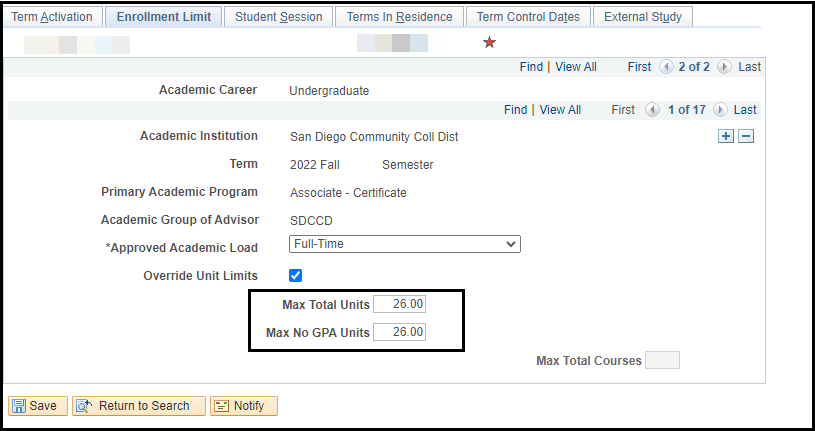 Term Activation Enrollment Limit Student Session Terms In Residence Term Control Dates External Study
Find | View All First 2 of 2 Last
Academic Career Undergraduate
Find | View All First 1 of 17 Last
Academic Institution San Diego Community Coll Dist
Term 2022 Fall Semester
Primary Academic Program Associate - Certificate
Academic Group of Advisor SDCCD
*Approved Academic Load Full-Time
Override Unit Limits
Max Total Units 26.00
Max No GPA Units 26.00
Max Total Courses
Save Return to Search Notify